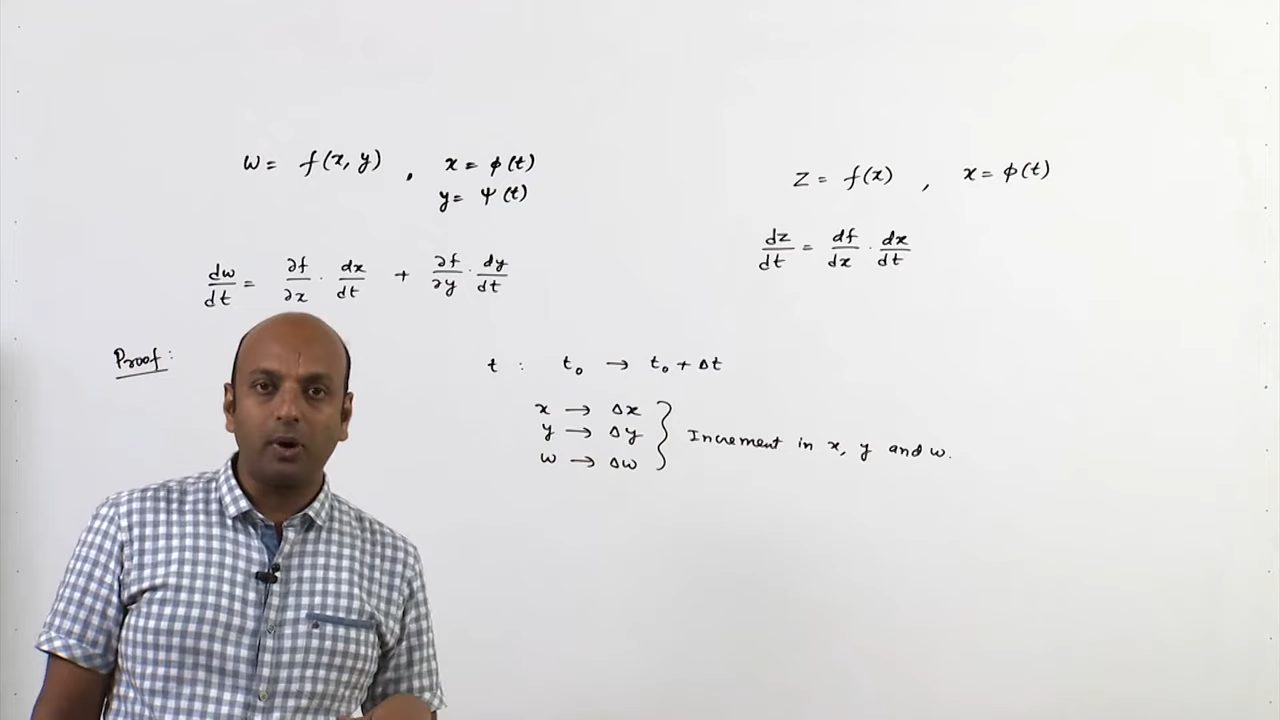 w = f(x, y) , x = φ(t)
y = ψ(t)
dw/dt = ∂f/∂x · dx/dt + ∂f/∂y · dy/dt
z = f(x) , x = φ(t)
dz/dt = df/dx · dx/dt
Proof:
t : t₀ → t₀ + Δt
x → Δx
y → Δy
w → Δw
} Increment in x, y and w.